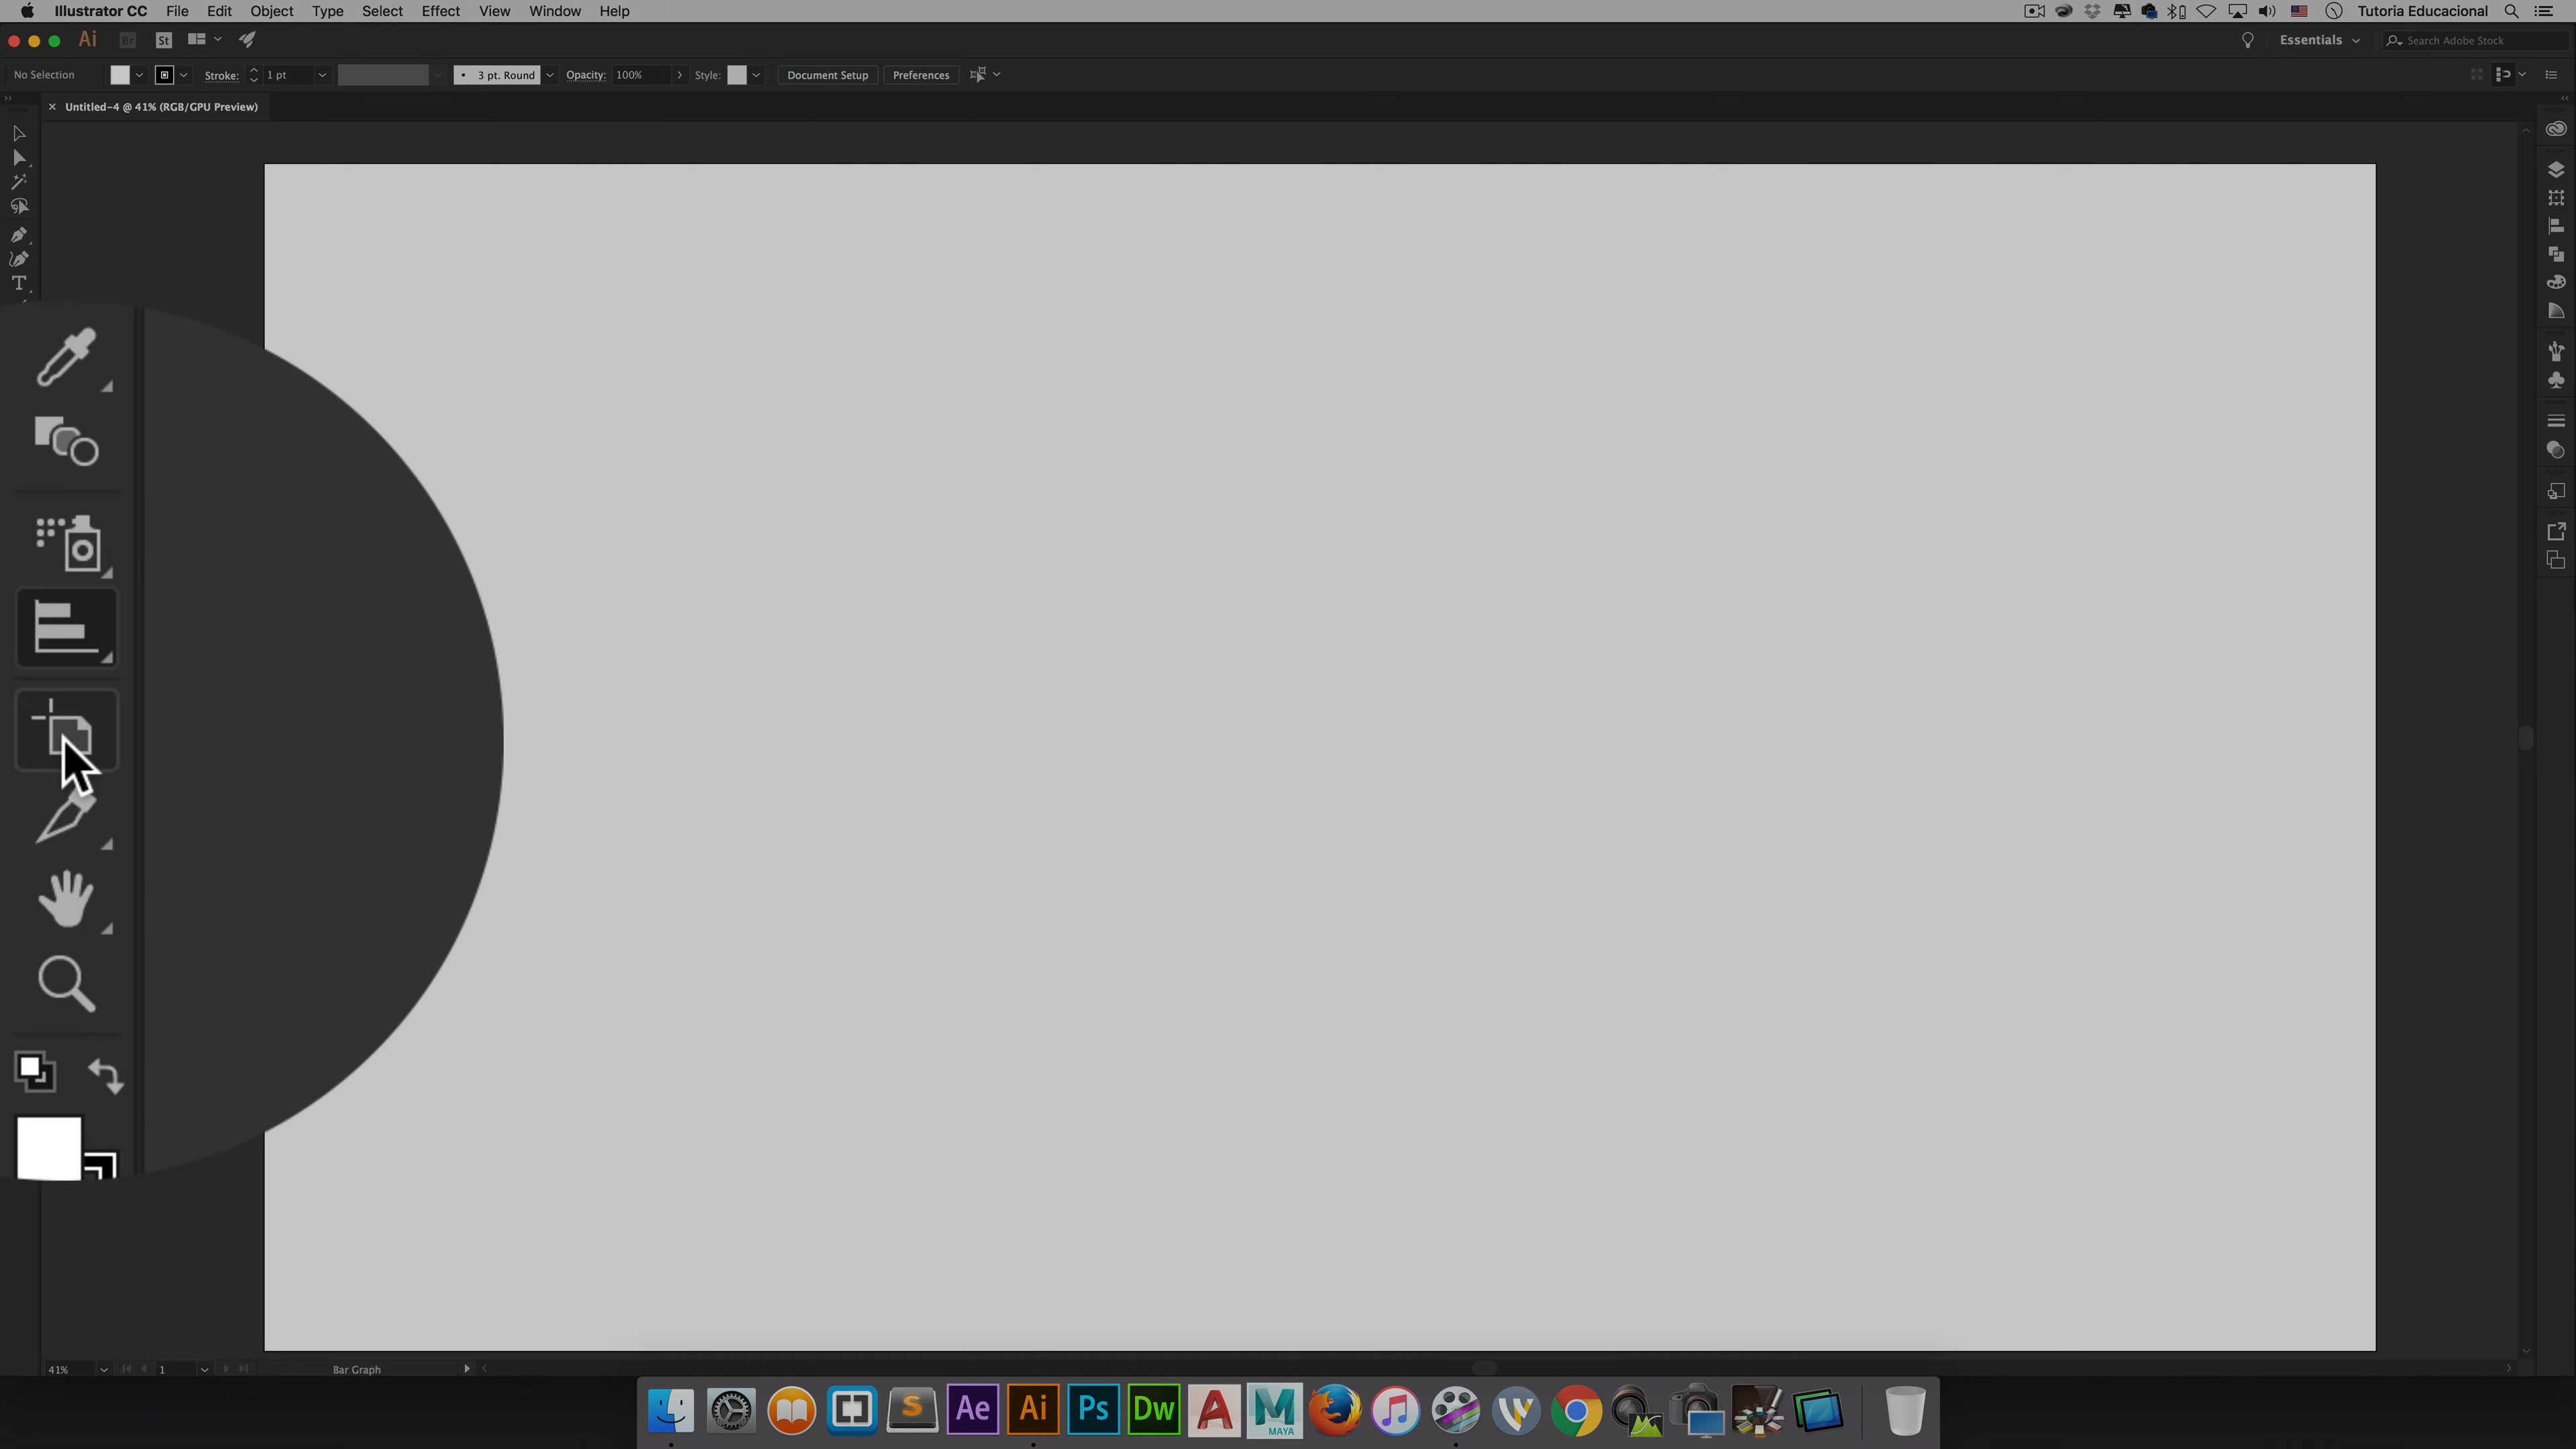 Illustrator CC File Edit Object Type Select Effect View Window Help Tutoria Educacional
Ai Br St Essentials Search Adobe Stock
No Selection Stroke: 1 pt 3 pt. Round Opacity: 100% Style: Document Setup Preferences
Untitled-4 @ 41% (RGB/GPU Preview)
T
41% 1 Bar Graph
S Ae Ai Ps Dw A M
MAYA